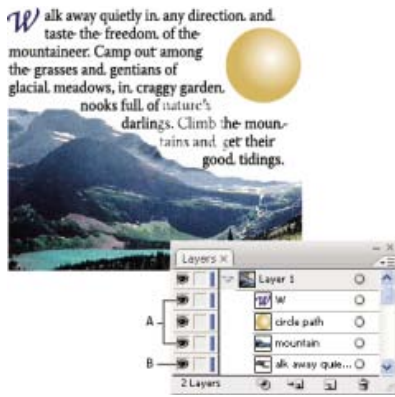 W alk away quietly in any direction and
taste the freedom of the
mountaineer. Camp out among
the grasses and gentians of
glacial meadows, in craggy garden
nooks full of nature's
darlings. Climb the moun-
tains and get their
good tidings.
Layers ×
Layer 1
W W
A
circle path
mountain
B
alk away quie...
2 Layers